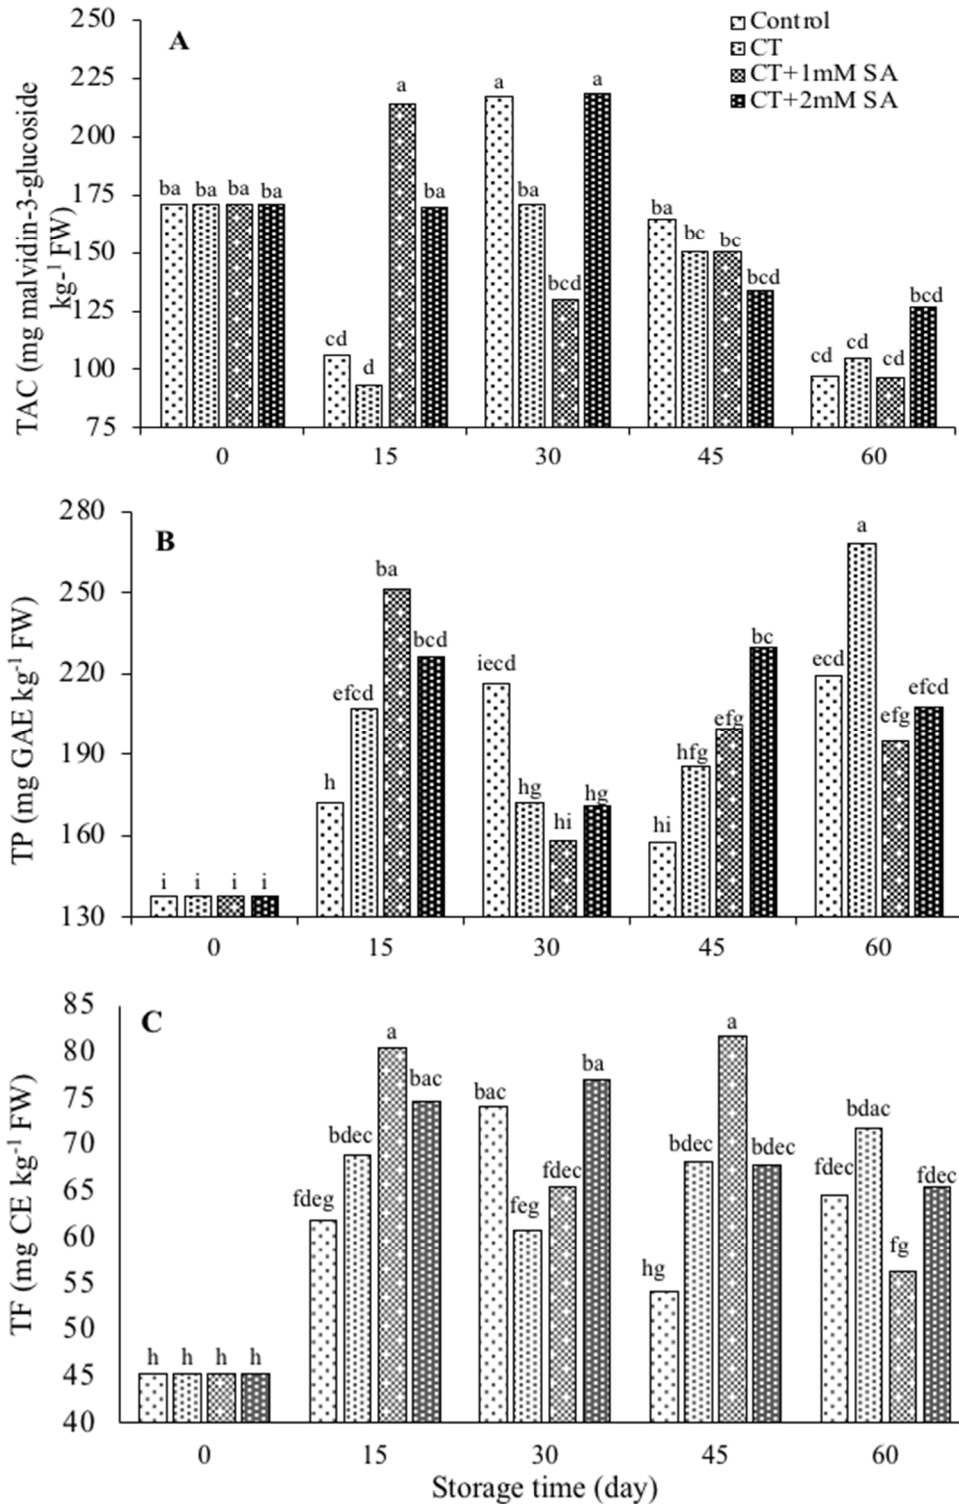 250
225
200
175
150
125
100
75
TAC (mg malvidin-3-glucoside
kg-1 FW)
A
Control
CT
CT+1mM SA
CT+2mM SA
ba ba ba ba
cd d a ba
a ba bcd a
ba bc bc bcd
cd cd cd bcd
0 15 30 45 60
280
250
220
190
160
130
TP (mg GAE kg-1 FW)
B
i i i i
h efcd ba bcd
iecd hg hi hg
hi hfg efg bc
ecd a efg efcd
0 15 30 45 60
85
80
75
70
65
60
55
50
45
40
TF (mg CE kg-1 FW)
C
h h h h
fdeg bdec a bac
bac feg fdec ba
hg bdec a bdec
fdec bdac fg fdec
0 15 30 45 60
Storage time (day)